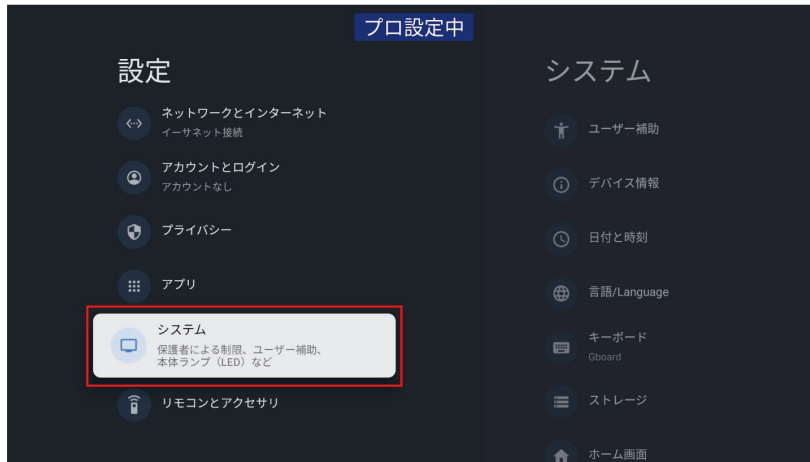 プロ設定中
設定
ネットワークとインターネット
イーサネット接続
アカウントとログイン
アカウントなし
プライバシー
アプリ
システム
保護者による制限、ユーザー補助、
本体ランプ（LED）など
リモコンとアクセサリ
システム
ユーザー補助
デバイス情報
日付と時刻
言語/Language
キーボード
Gboard
ストレージ
ホーム画面